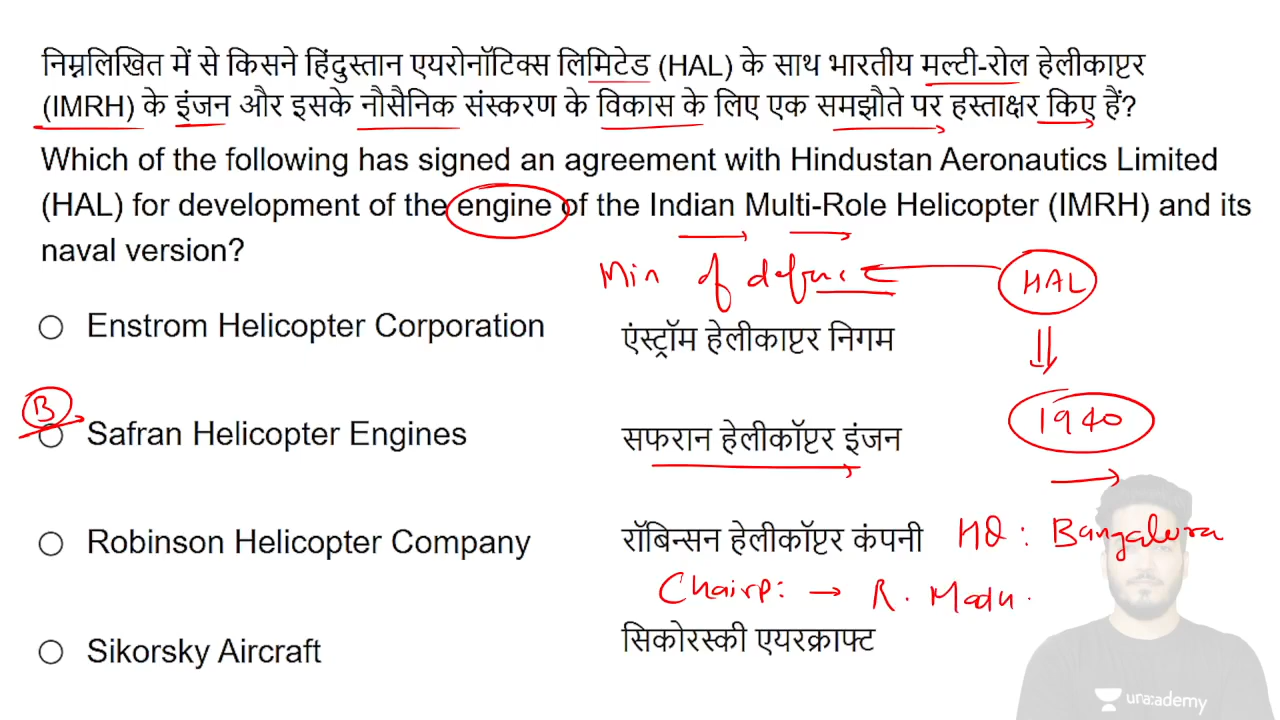 निम्नलिखित में से किसने हिंदुस्तान एयरोनॉटिक्स लिमिटेड (HAL) के साथ भारतीय मल्टी-रोल हेलीकाप्टर
(IMRH) के इंजन और इसके नौसैनिक संस्करण के विकास के लिए एक समझौते पर हस्ताक्षर किए हैं?
Which of the following has signed an agreement with Hindustan Aeronautics Limited
(HAL) for development of the engine of the Indian Multi-Role Helicopter (IMRH) and its
naval version?
Min of defence HAL
Enstrom Helicopter Corporation एंस्ट्रॉम हेलीकाप्टर निगम
1940
B Safran Helicopter Engines सफरान हेलीकॉप्टर इंजन
Robinson Helicopter Company रॉबिन्सन हेलीकॉप्टर कंपनी HQ : Bangalura
Chairp: → R. Madu.
Sikorsky Aircraft सिकोरस्की एयरक्राफ्ट
unacademy